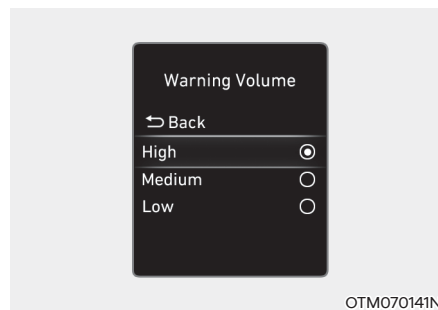 Warning Volume
Back
High
Medium
Low
OTM070141N